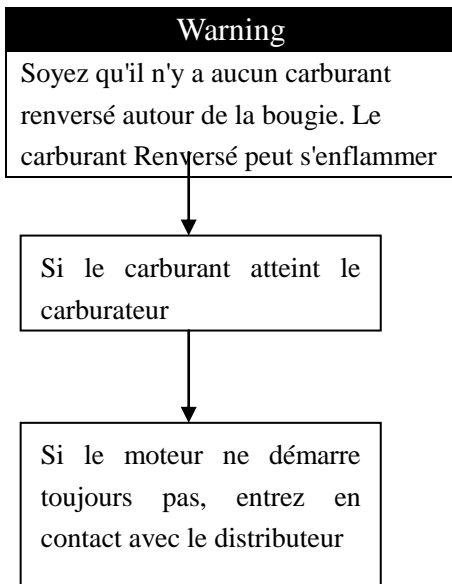 Warning
Soyez qu'il n'y a aucun carburant
renversé autour de la bougie. Le
carburant Renversé peut s'enflammer
Si le carburant atteint le
carburateur
Si le moteur ne démarre
toujours pas, entrez en
contact avec le distributeur